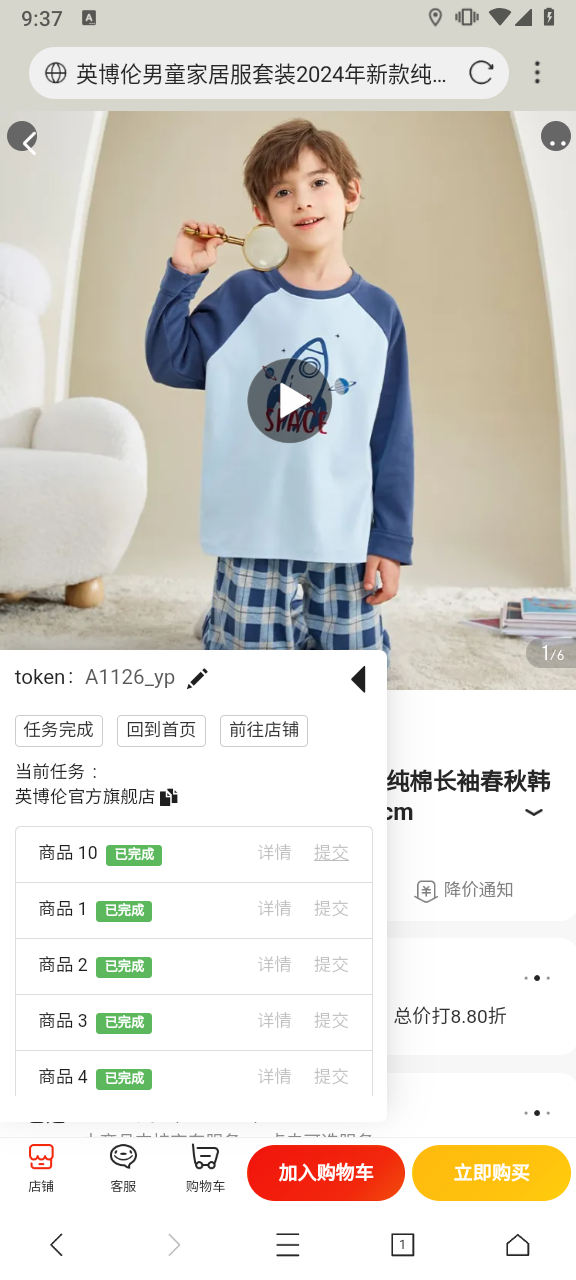 9:37
A
英博伦男童家居服套装2024年新款纯...
SPACE
1/6
token: A1126_yp
任务完成 回到首页 前往店铺
当前任务：
英博伦官方旗舰店
纯棉长袖春秋韩
cm
商品 10 已完成 详情 提交
降价通知
商品 1 已完成 详情 提交
商品 2 已完成 详情 提交
总价打8.80折
商品 3 已完成 详情 提交
商品 4 已完成 详情 提交
店铺 客服 购物车 加入购物车 立即购买
1